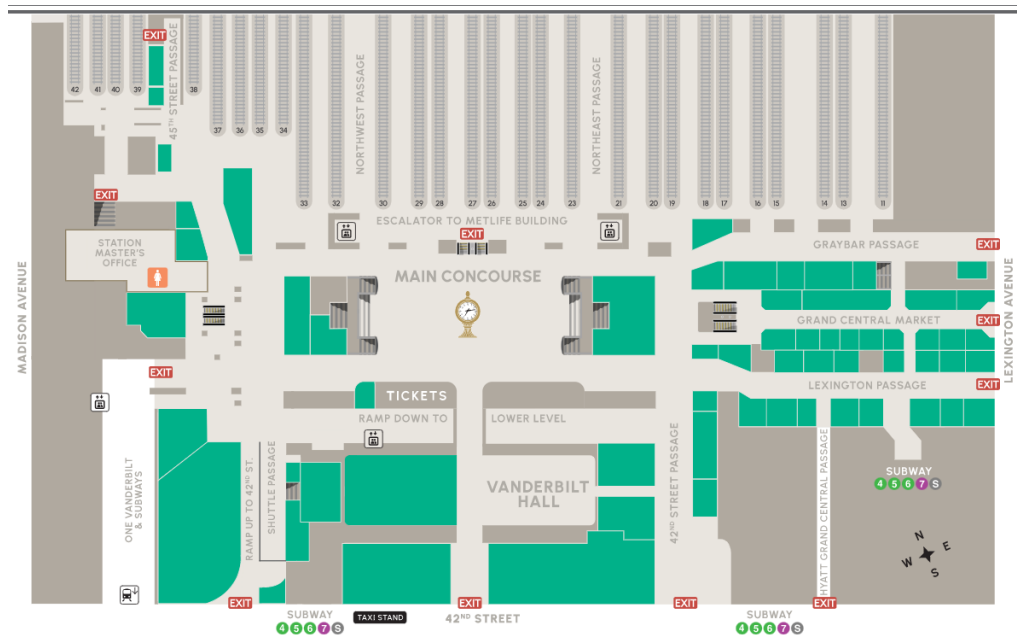 EXIT
45TH STREET PASSAGE
NORTHWEST PASSAGE
NORTHEAST PASSAGE
42
41
40
39
38
37
36
35
34
33
32
30
29
28
27
26
25
24
23
21
20
19
18
17
16
15
14
13
11
EXIT
ESCALATOR TO METLIFE BUILDING
EXIT
STATION
MASTER'S
OFFICE
GRAYBAR PASSAGE
EXIT
MAIN CONCOURSE
MADISON AVENUE
LEXINGTON AVENUE
GRAND CENTRAL MARKET
EXIT
EXIT
LEXINGTON PASSAGE
EXIT
TICKETS
RAMP DOWN TO
LOWER LEVEL
ONE VANDERBILT
& SUBWAYS
RAMP UP TO 42ND ST.
SHUTTLE PASSAGE
VANDERBILT
HALL
42ND STREET PASSAGE
HYATT GRAND CENTRAL PASSAGE
SUBWAY
4 5 6 7 S
N
W E
S
EXIT
EXIT
EXIT
EXIT
SUBWAY
4 5 6 7 S
TAXI STAND
42ND STREET
SUBWAY
4 5 6 7 S